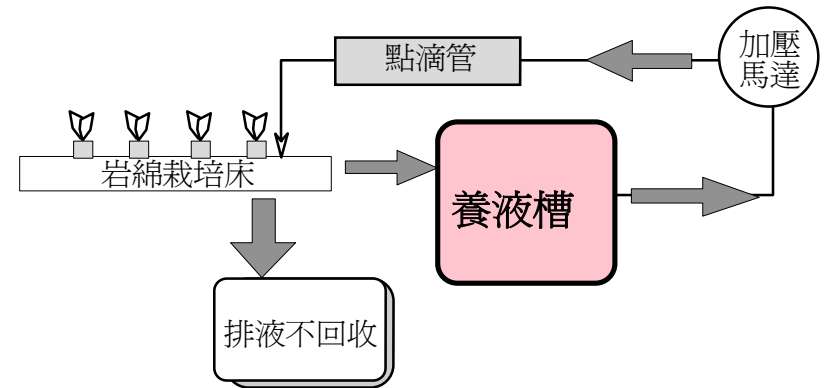 點滴管
加壓
馬達
岩綿栽培床
養液槽
排液不回收